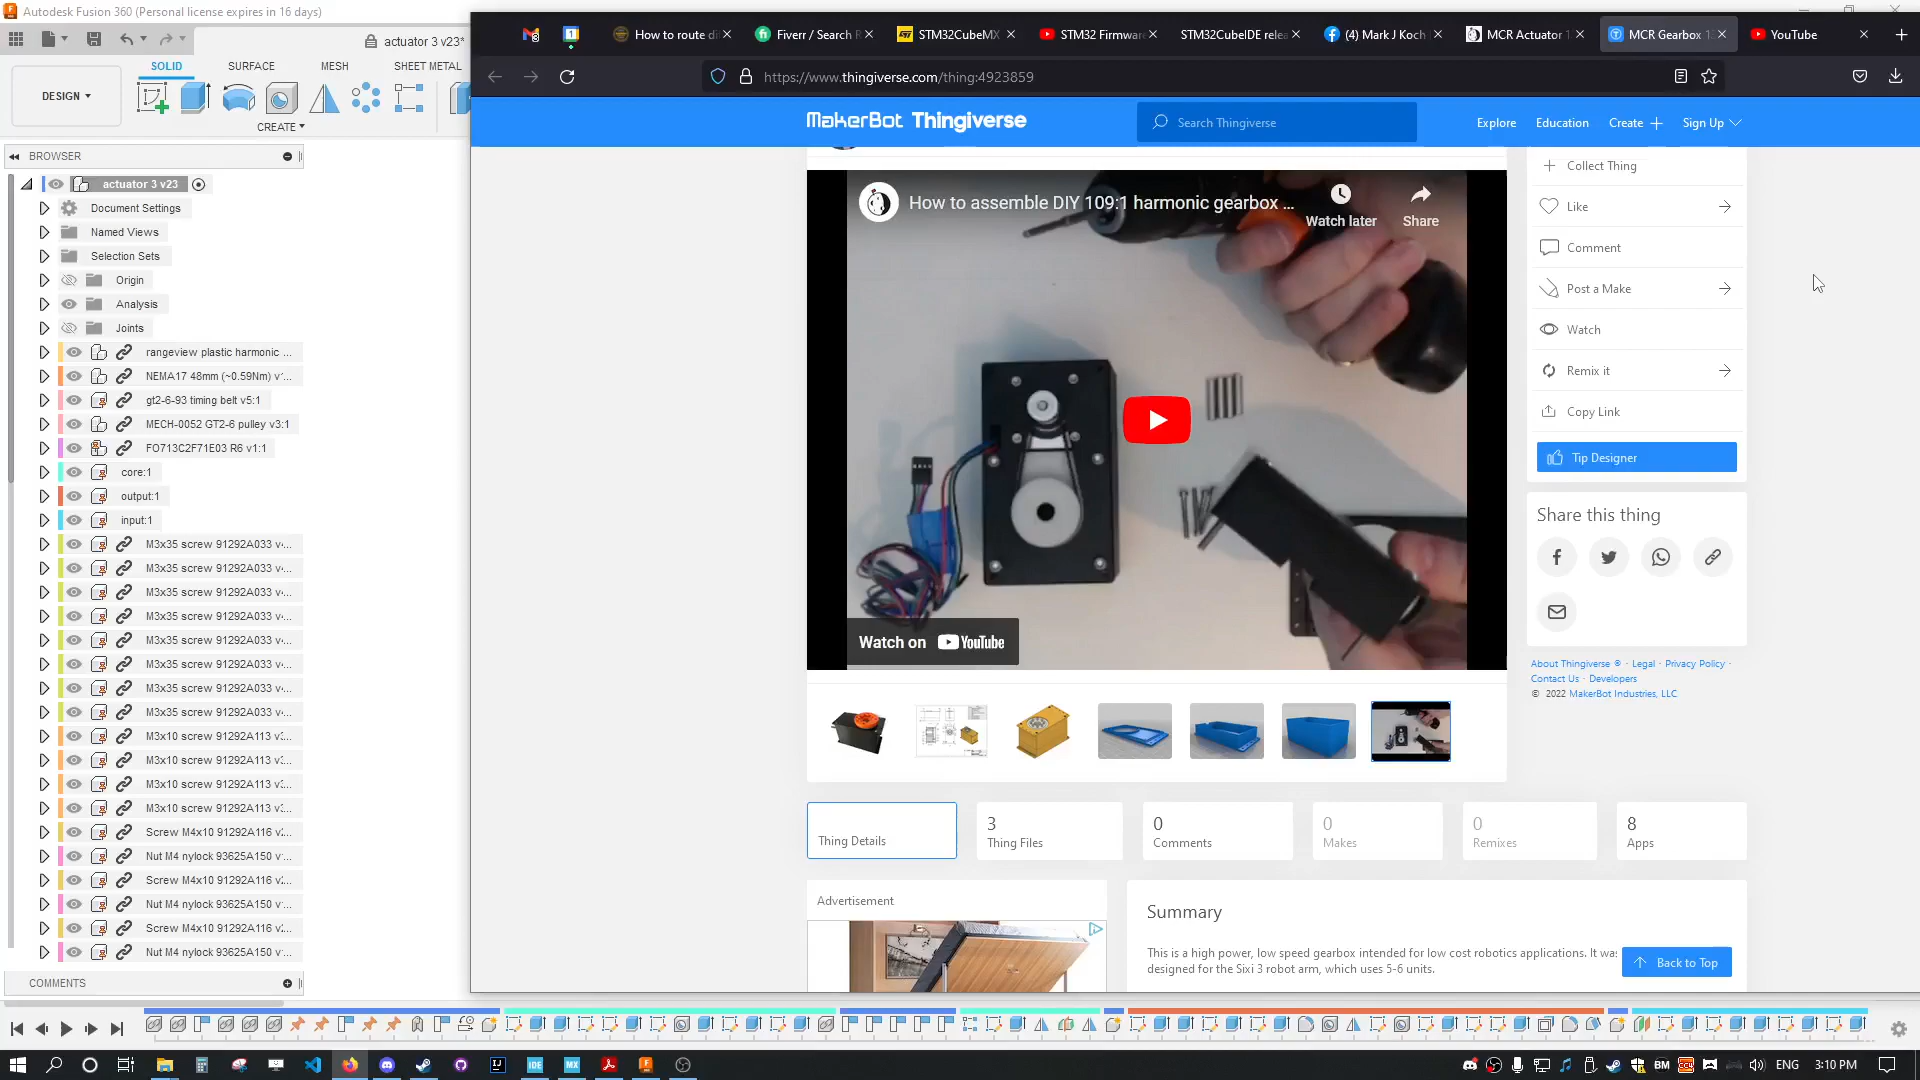 Autodesk Fusion 360 (Personal license expires in 16 days)
actuator 3 v23*
SOLID
SURFACE
MESH
SHEET METAL
DESIGN
CREATE
BROWSER
actuator 3 v23
Document Settings
Named Views
Selection Sets
Origin
Analysis
Joints
rangeview plastic harmonic ...
NEMA17 48mm (~0.59Nm) v'...
gt2-6-93 timing belt v5:1
MECH-0052 GT2-6 pulley v3:1
FO713C2F71E03 R6 v1:1
core:1
output:1
input:1
M3x35 screw 91292A033 v-...
M3x35 screw 91292A033 v-...
M3x35 screw 91292A033 v-...
M3x35 screw 91292A033 v-...
M3x35 screw 91292A033 v-...
M3x35 screw 91292A033 v-...
M3x35 screw 91292A033 v-...
M3x35 screw 91292A033 v-...
M3x10 screw 91292A113 v:...
M3x10 screw 91292A113 v:...
M3x10 screw 91292A113 v:...
M3x10 screw 91292A113 v:...
Screw M4x10 91292A116 v:...
Nut M4 nylock 93625A150 v'...
Screw M4x10 91292A116 v:...
Nut M4 nylock 93625A150 v'...
Screw M4x10 91292A116 v:...
Nut M4 nylock 93625A150 v'...
COMMENTS
How to route di
Fiverr / Search R
STM32CubeMX
STM32 Firmware
STM32CubeIDE relea
(4) Mark J Koch
MCR Actuator 1
MCR Gearbox 1:
YouTube
https://www.thingiverse.com/thing:4923859
MakerBot Thingiverse
Search Thingiverse
Explore
Education
Create
Sign Up
How to assemble DIY 109:1 harmonic gearbox ...
Watch later
Share
Watch on YouTube
Collect Thing
Like
Comment
Post a Make
Watch
Remix it
Copy Link
Tip Designer
Share this thing
About Thingiverse ® · Legal · Privacy Policy ·
Contact Us · Developers
© 2022 MakerBot Industries, LLC
Thing Details
3
Thing Files
0
Comments
0
Makes
0
Remixes
8
Apps
Advertisement
Summary
This is a high power, low speed gearbox intended for low cost robotics applications. It was
designed for the Sixi 3 robot arm, which uses 5-6 units.
Back to Top
IDE
MX
BM
ENG
3:10 PM